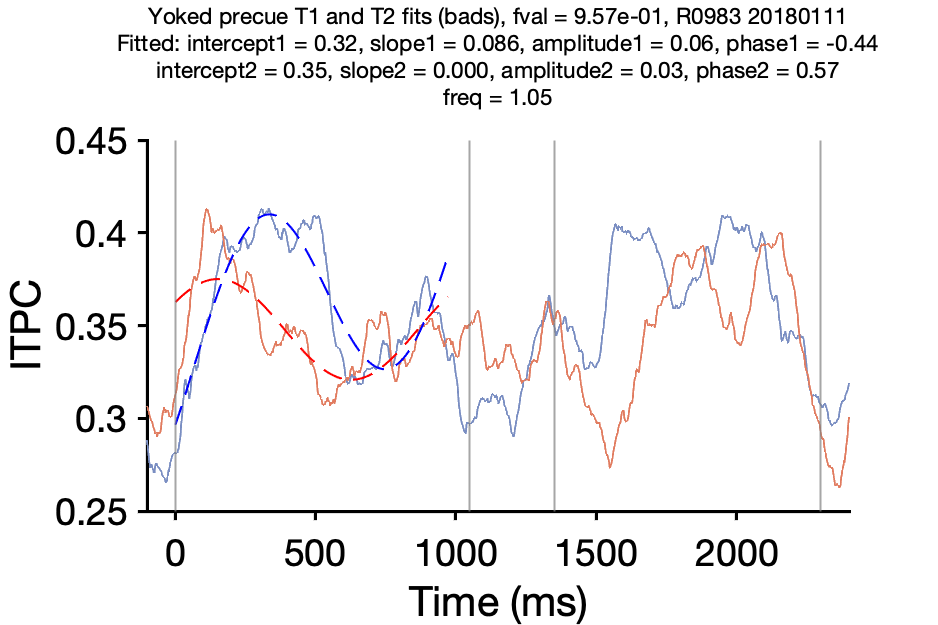 Yoked precue T1 and T2 fits (bads), fval = 9.57e-01, R0983 20180111
Fitted: intercept1 = 0.32, slope1 = 0.086, amplitude1 = 0.06, phase1 = -0.44
intercept2 = 0.35, slope2 = 0.000, amplitude2 = 0.03, phase2 = 0.57
freq = 1.05
0.45
0.4
0.35
0.3
0.25
ITPC
0 500 1000 1500 2000
Time (ms)